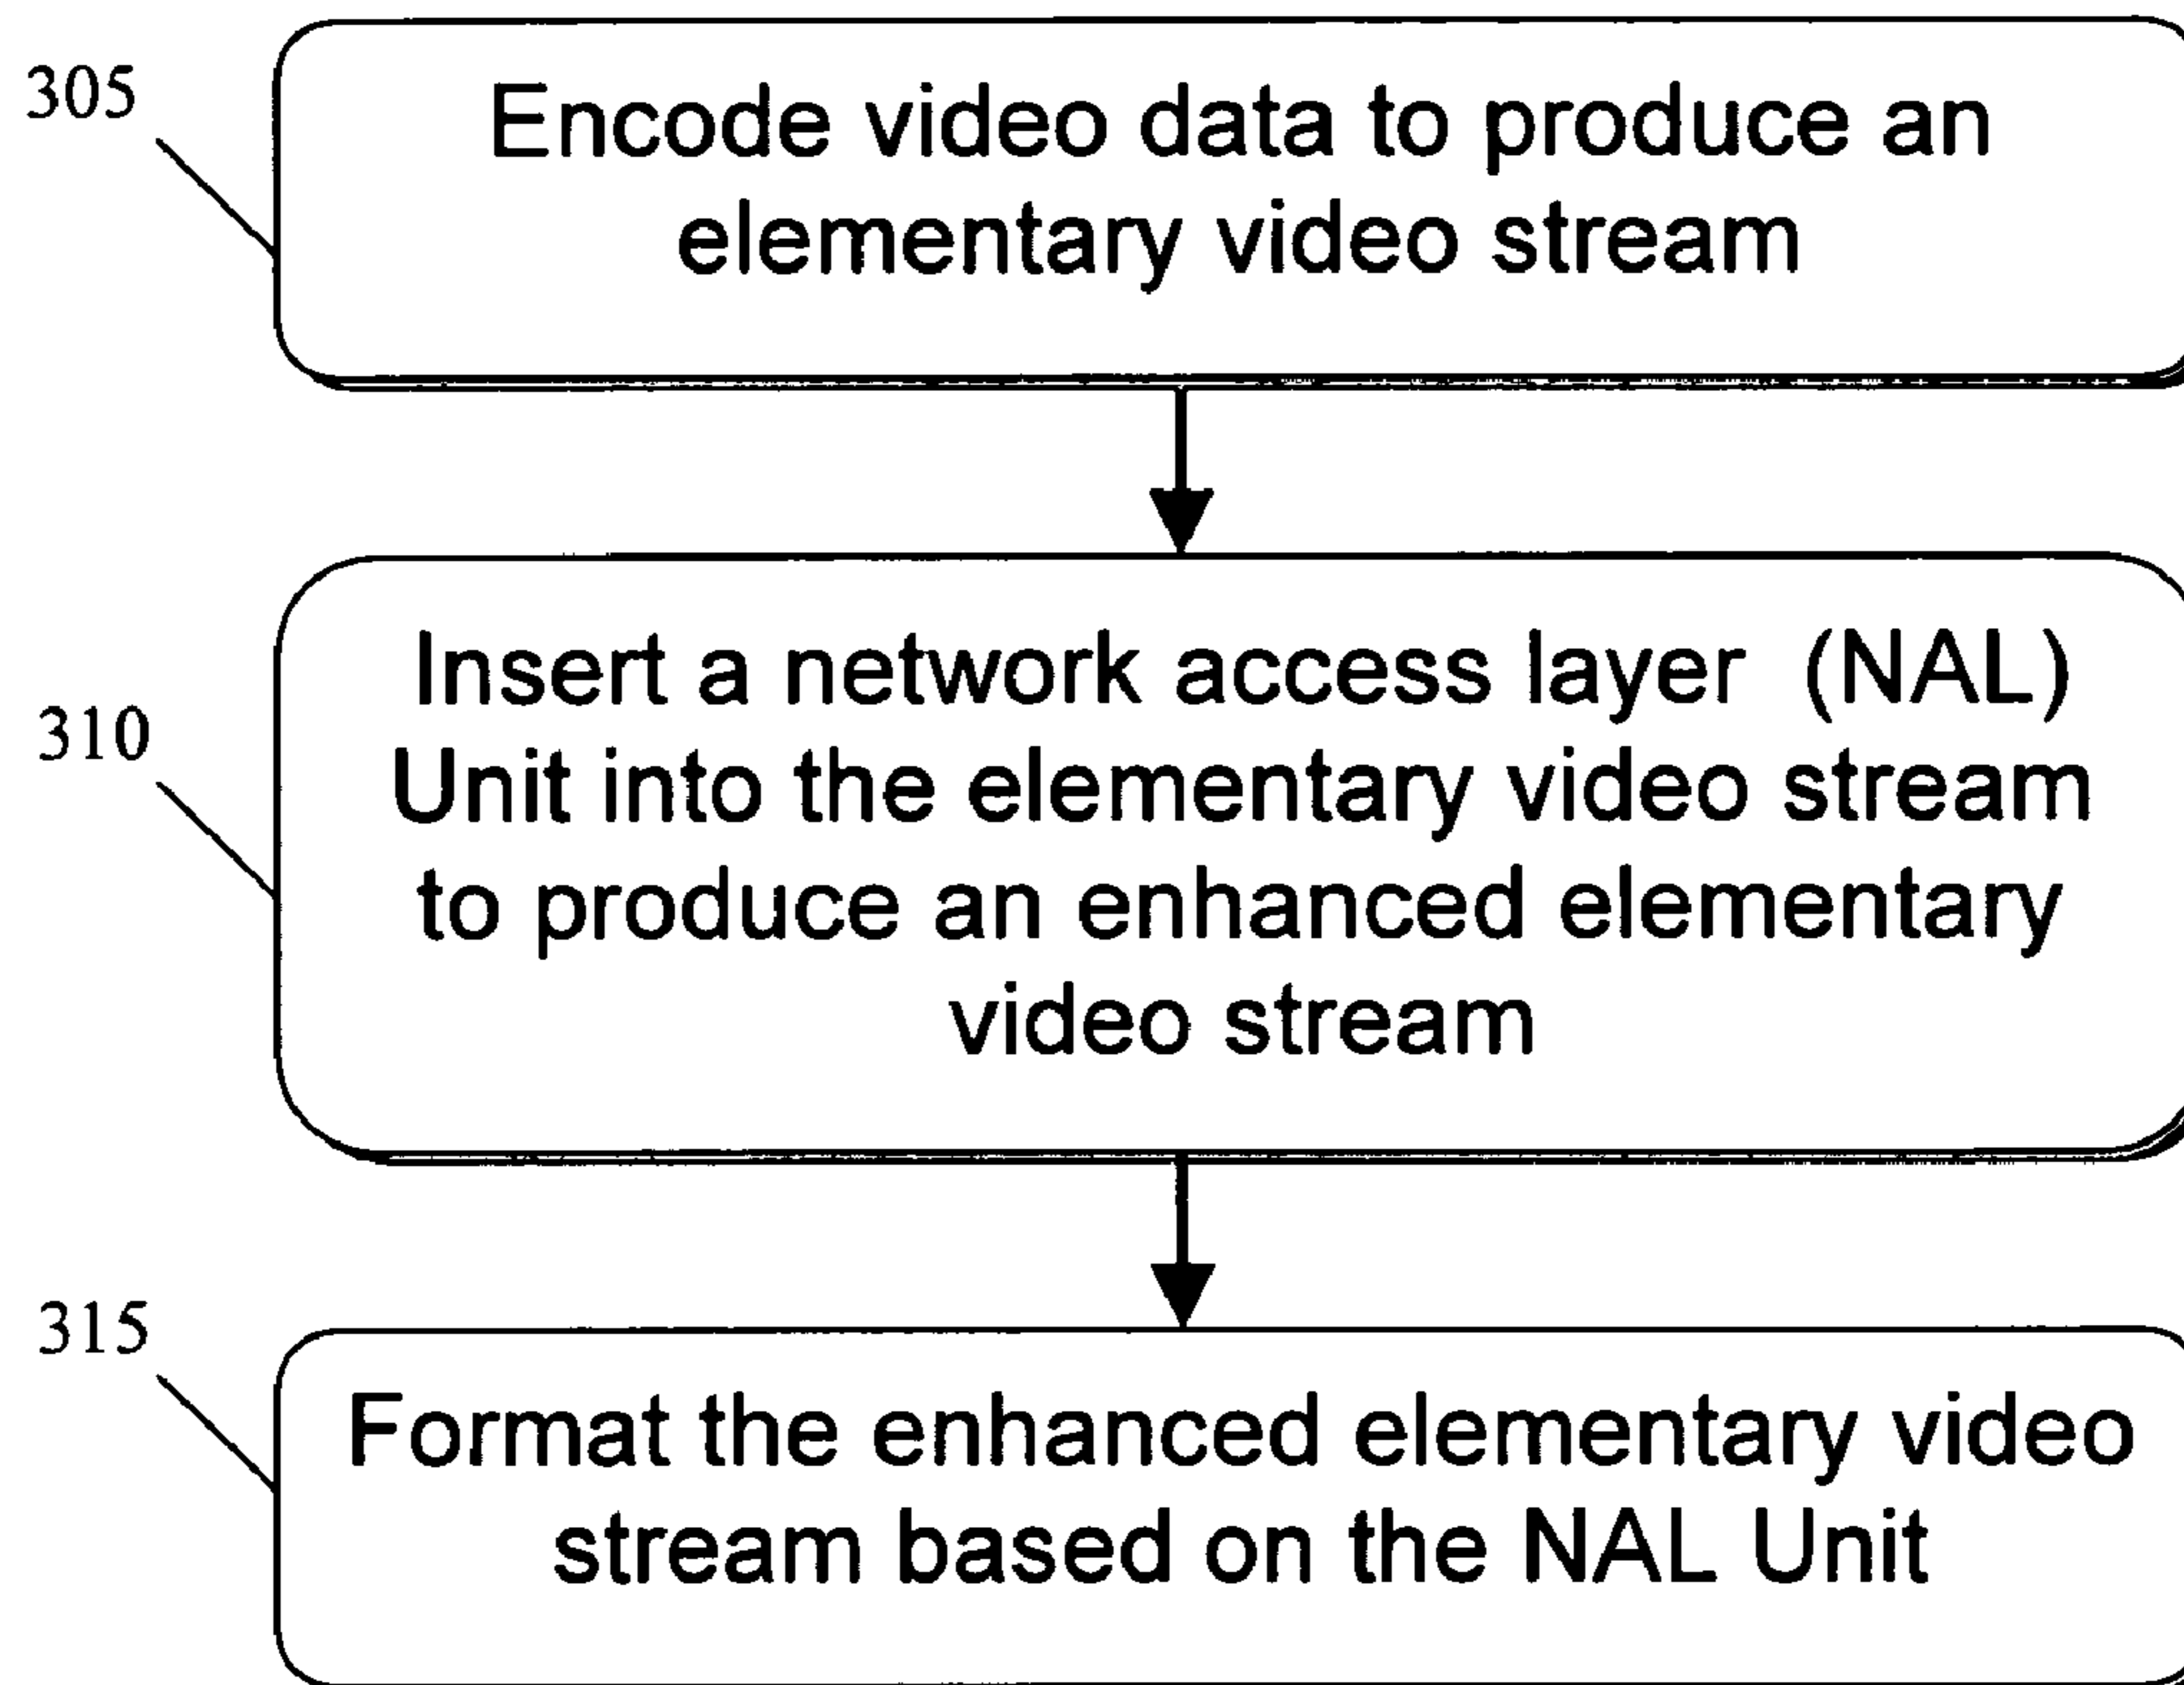 305
Encode video data to produce an
elementary video stream
310
Insert a network access layer (NAL)
Unit into the elementary video stream
to produce an enhanced elementary
video stream
315
Format the enhanced elementary video
stream based on the NAL Unit